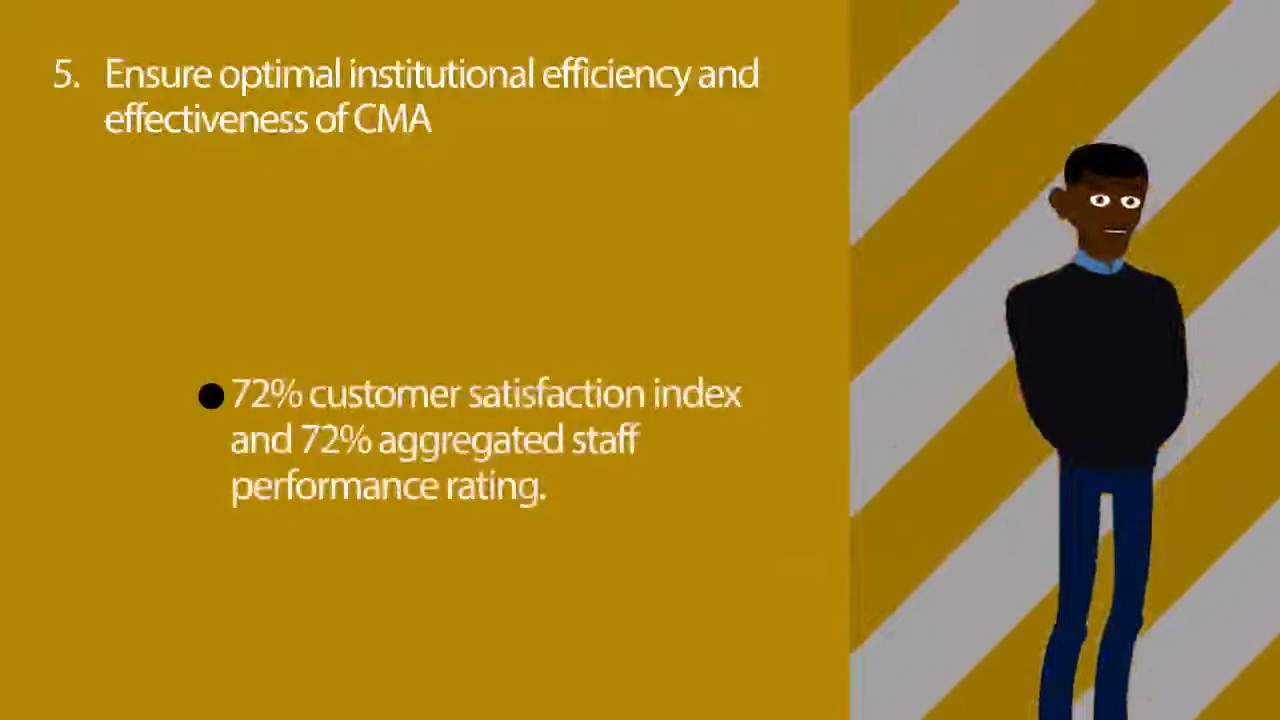 5. Ensure optimal institutional efficiency and
effectiveness of CMA
● 72% customer satisfaction index
and 72% aggregated staff
performance rating.